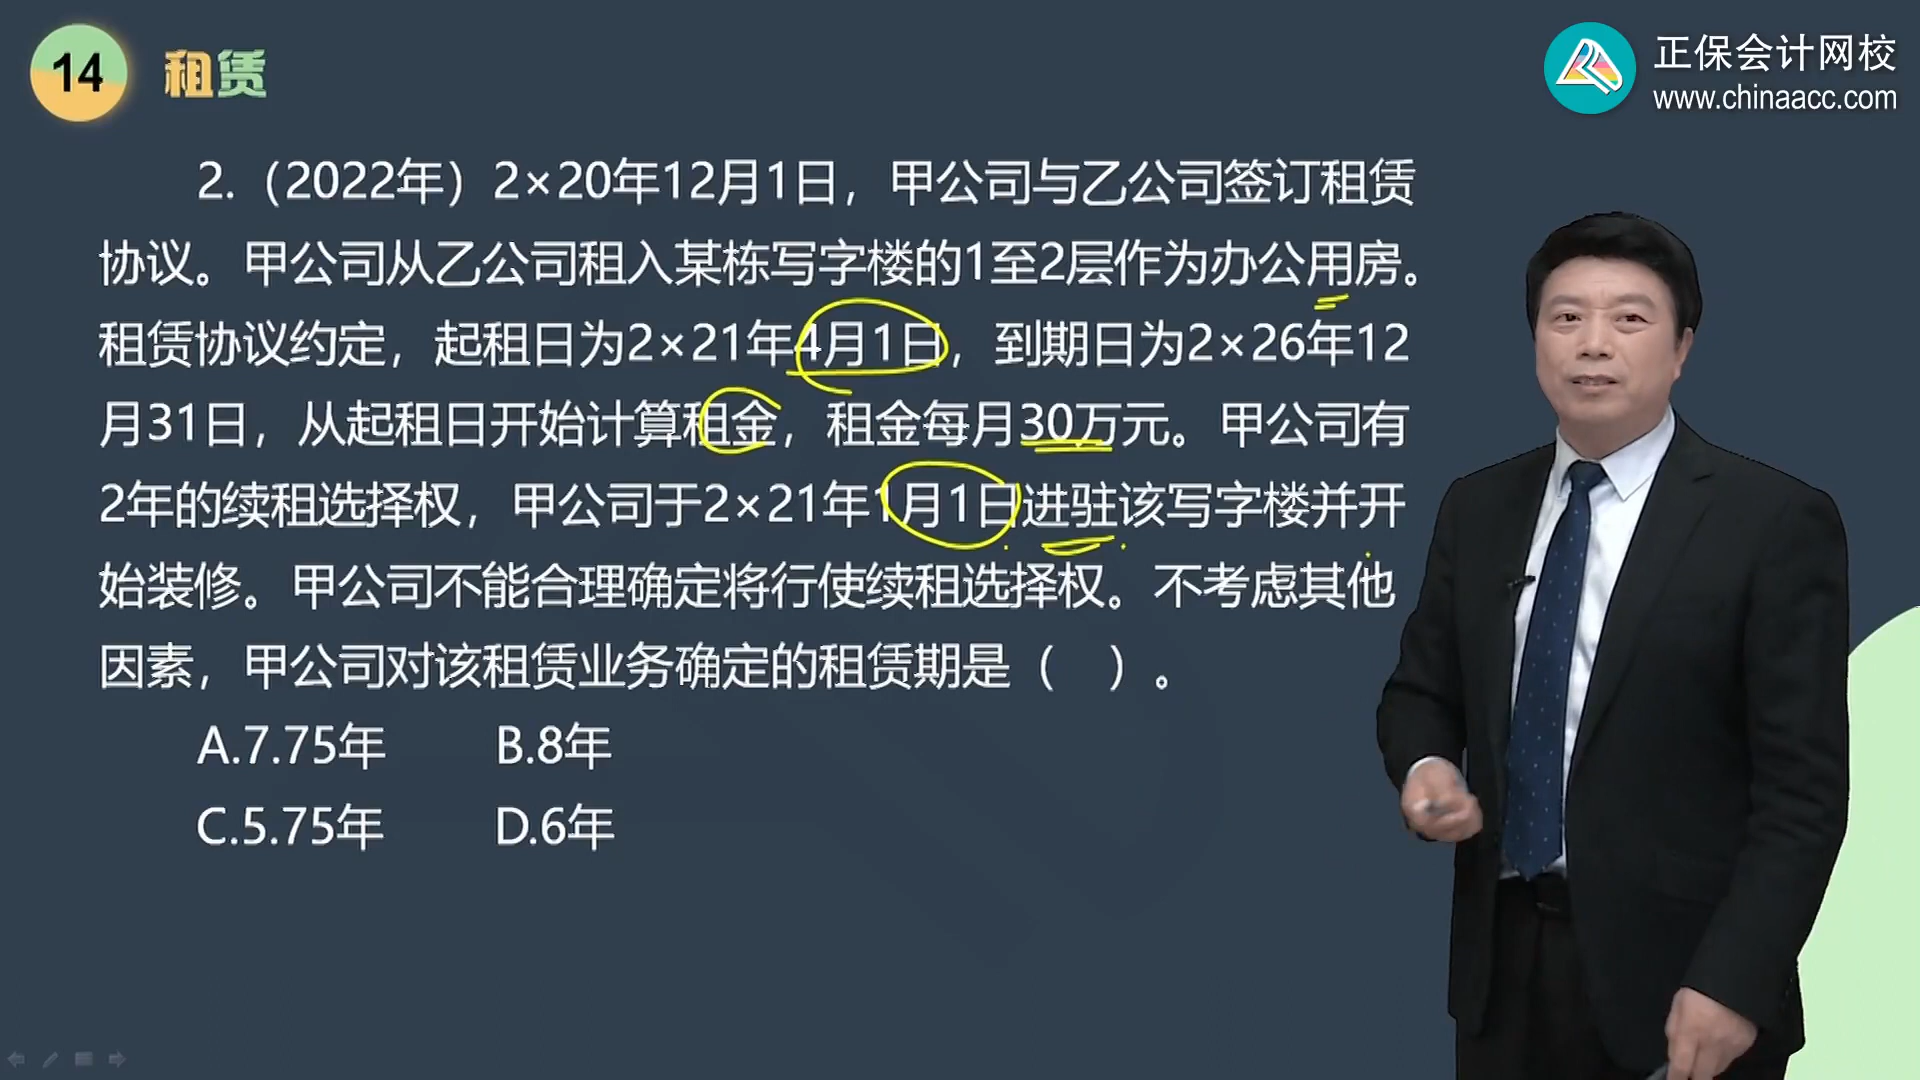 14 租赁
正保会计网校
www.chinaacc.com
2.（2022年）2×20年12月1日，甲公司与乙公司签订租赁
协议。甲公司从乙公司租入某栋写字楼的1至2层作为办公用房。
租赁协议约定，起租日为2×21年4月1日，到期日为2×26年12
月31日，从起租日开始计算租金，租金每月30万元。甲公司有
2年的续租选择权，甲公司于2×21年1月1日进驻该写字楼并开
始装修。甲公司不能合理确定将行使续租选择权。不考虑其他
因素，甲公司对该租赁业务确定的租赁期是（ ）。
A.7.75年 B.8年
C.5.75年 D.6年